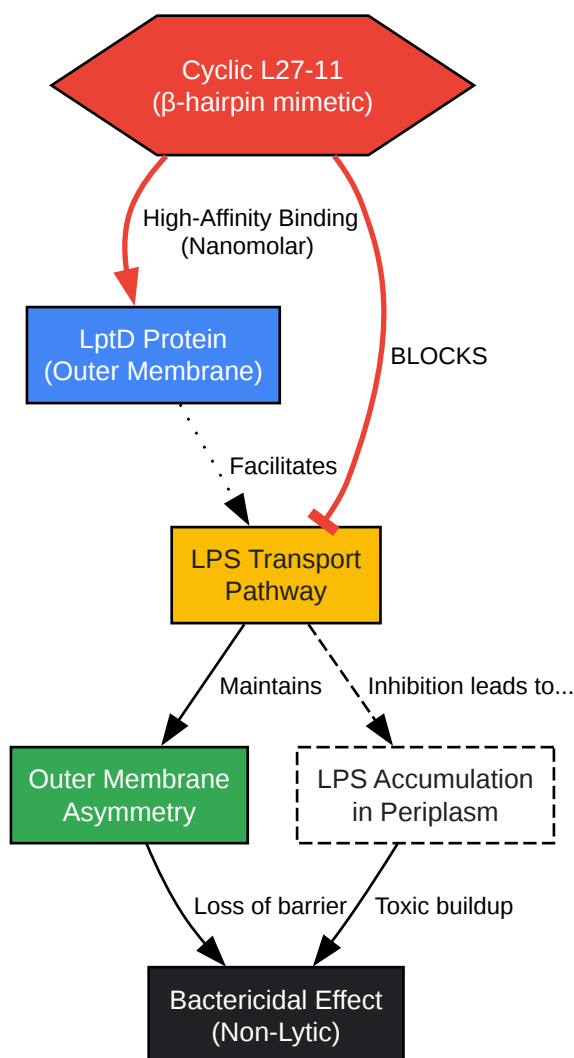 Cyclic L27-11
(β-hairpin mimetic)
High-Affinity Binding
(Nanomolar)
LptD Protein
(Outer Membrane)
BLOCKS
Facilitates
LPS Transport
Pathway
Maintains
Inhibition leads to...
Outer Membrane
Asymmetry
LPS Accumulation
in Periplasm
Loss of barrier
Toxic buildup
Bactericidal Effect
(Non-Lytic)